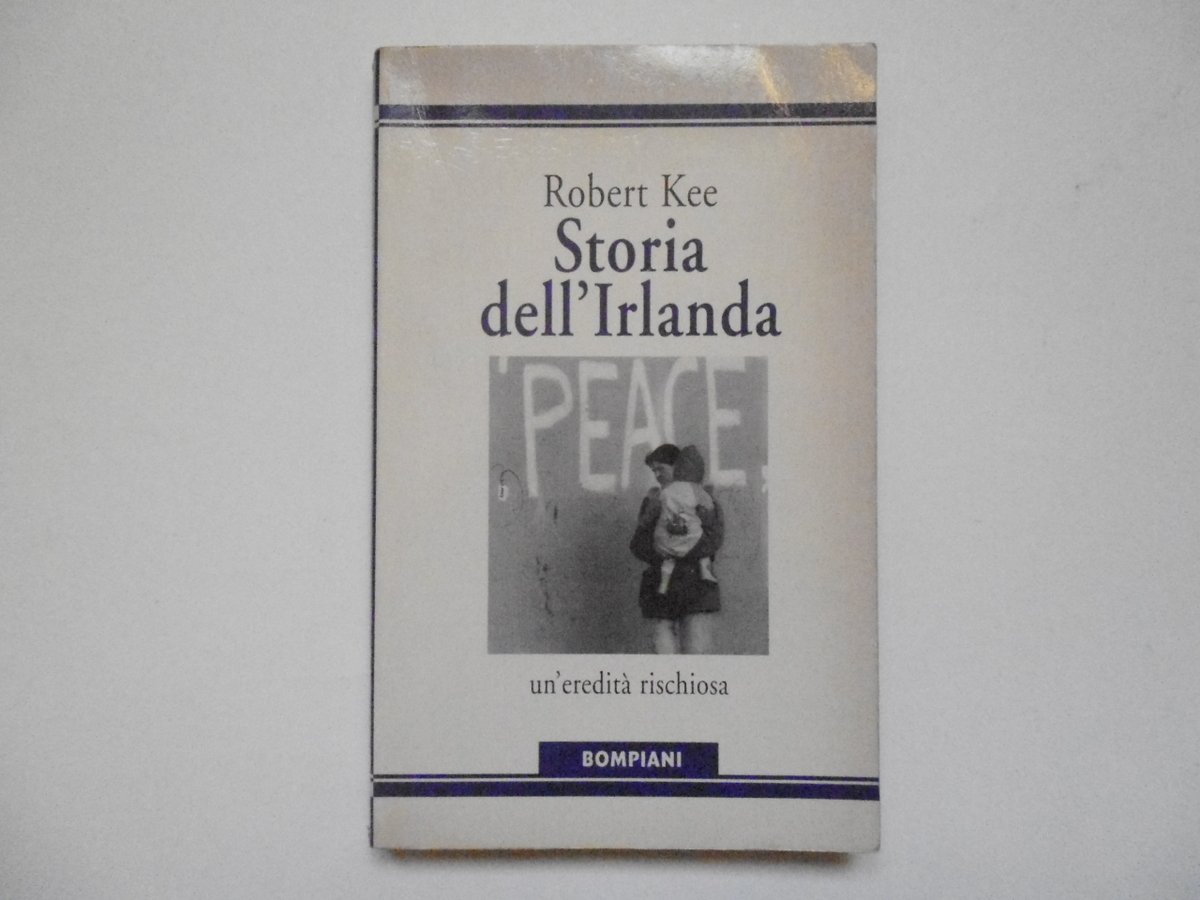 Robert Kee
Storia
dell'Irlanda
'PEACE,
un'eredità rischiosa
BOMPIANI